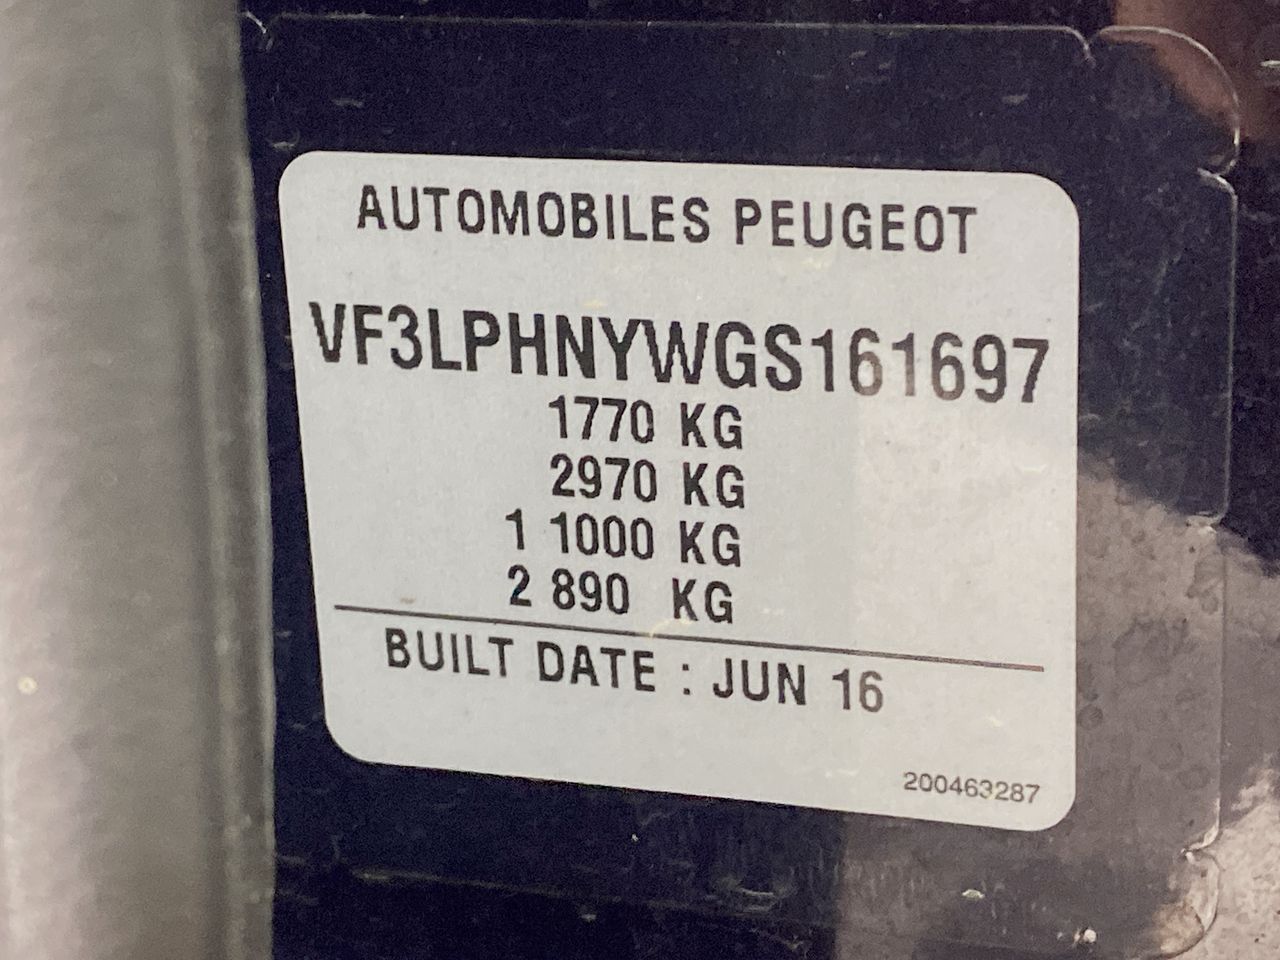 AUTOMOBILES PEUGEOT
VF3LPHNYWGS161697
1770 KG
2970 KG
1 1000 KG
2 890 KG
BUILT DATE : JUN 16
200463287